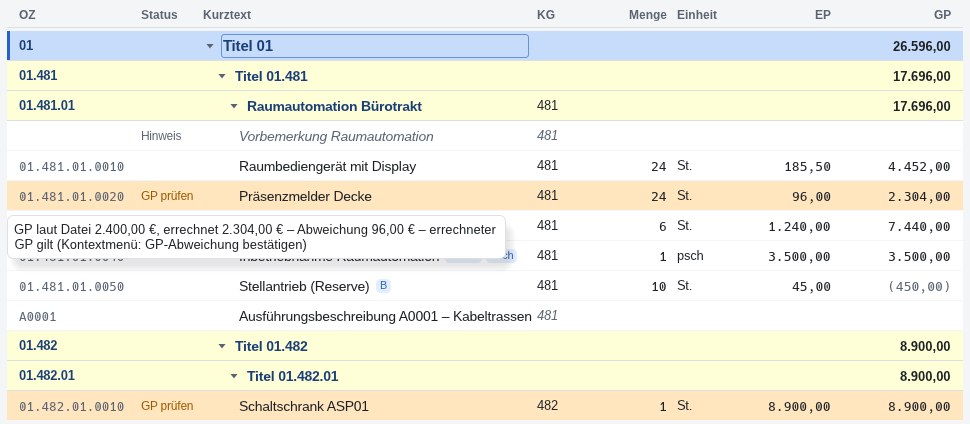 OZ Status Kurztext KG Menge Einheit EP GP
01 Titel 01 26.596,00
01.481 Titel 01.481 17.696,00
01.481.01 Raumautomation Bürotrakt 481 17.696,00
Hinweis Vorbemerkung Raumautomation 481
01.481.01.0010 Raumbediengerät mit Display 481 24 St. 185,50 4.452,00
01.481.01.0020 GP prüfen Präsenzmelder Decke 481 24 St. 96,00 2.304,00
GP laut Datei 2.400,00 €, errechnet 2.304,00 € – Abweichung 96,00 € – errechneter
GP gilt (Kontextmenü: GP-Abweichung bestätigen)
481 6 St. 1.240,00 7.440,00
481 1 psch 3.500,00 3.500,00
01.481.01.0050 Stellantrieb (Reserve) B 481 10 St. 45,00 (450,00)
A0001 Ausführungsbeschreibung A0001 – Kabeltrassen 481
01.482 Titel 01.482 8.900,00
01.482.01 Titel 01.482.01 8.900,00
01.482.01.0010 GP prüfen Schaltschrank ASP01 482 1 St. 8.900,00 8.900,00